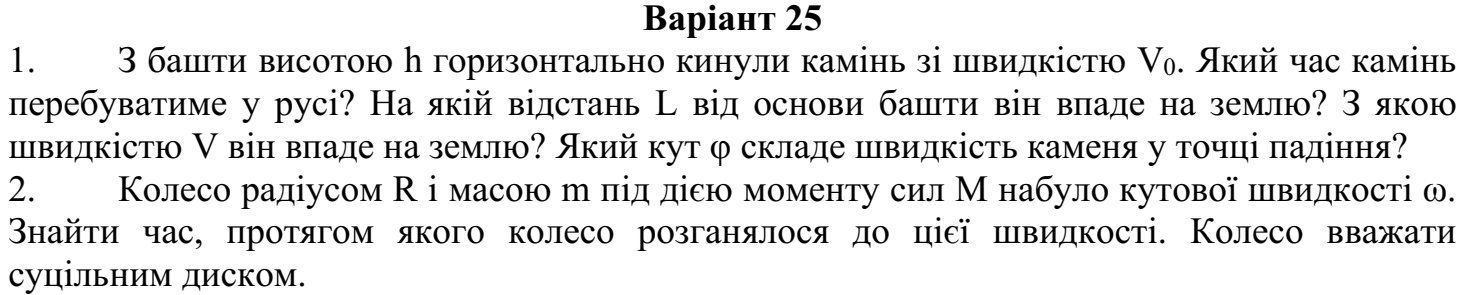 Варіант 25
1. З башти висотою h горизонтально кинули камінь зі швидкістю V₀. Який час камінь
перебуватиме у русі? На якій відстань L від основи башти він впаде на землю? З якою
швидкістю V він впаде на землю? Який кут φ складе швидкість каменя у точці падіння?
2. Колесо радіусом R і масою m під дією моменту сил M набуло кутової швидкості ω.
Знайти час, протягом якого колесо розганялося до цієї швидкості. Колесо вважати
суцільним диском.